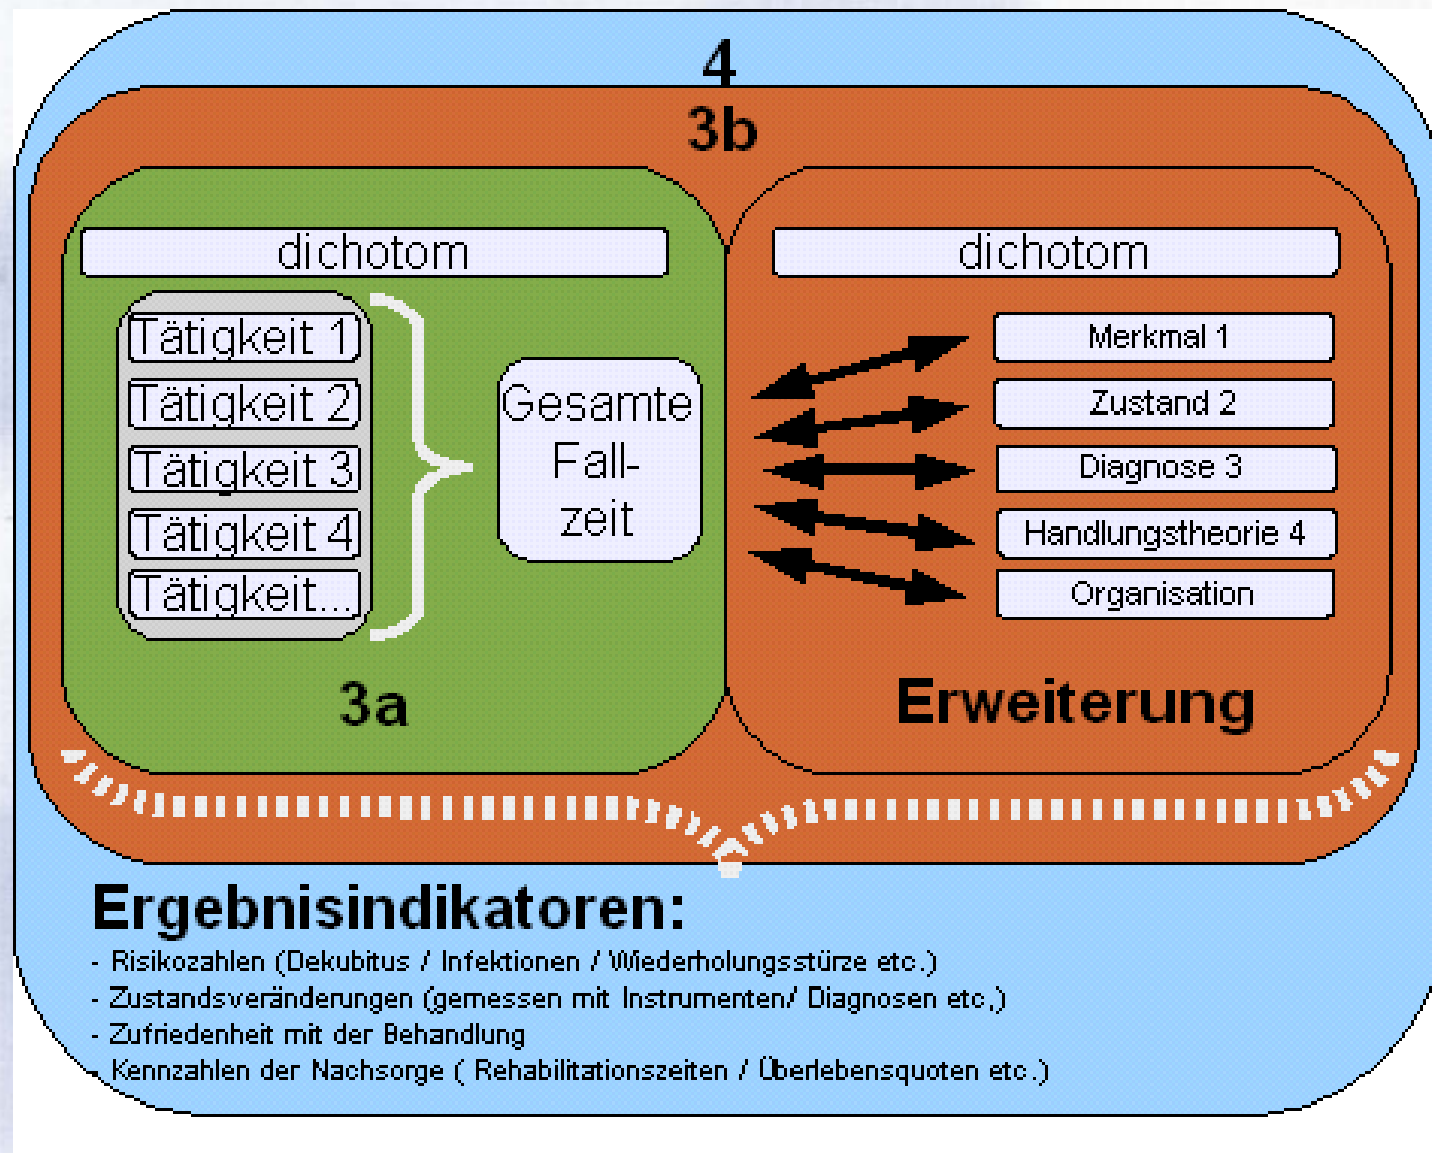 4
3b
dichotom
Tätigkeit 1
Tätigkeit 2
Tätigkeit 3
Tätigkeit 4
Tätigkeit...
Gesamte
Fall-
zeit
3a
dichotom
Merkmal 1
Zustand 2
Diagnose 3
Handlungstheorie 4
Organisation
Erweiterung
Ergebnisindikatoren:
- Risikozahlen (Dekubitus / Infektionen / Wiederholungsstürze etc.)
- Zustandsveränderungen (gemessen mit Instrumenten/ Diagnosen etc,)
- Zufriedenheit mit der Behandlung
- Kennzahlen der Nachsorge ( Rehabilitationszeiten / Überlebensquoten etc.)